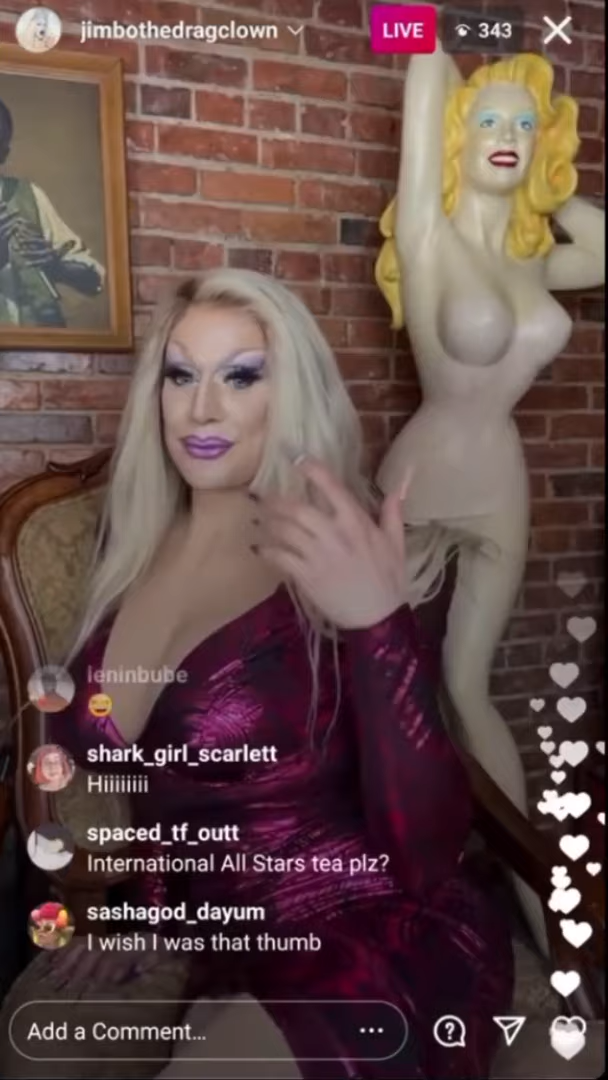 jimbothedragclown
LIVE
343
leninbube
shark_girl_scarlett
Hiiiiiiii
spaced_tf_outt
International All Stars tea plz?
sashagod_dayum
I wish I was that thumb
Add a Comment...